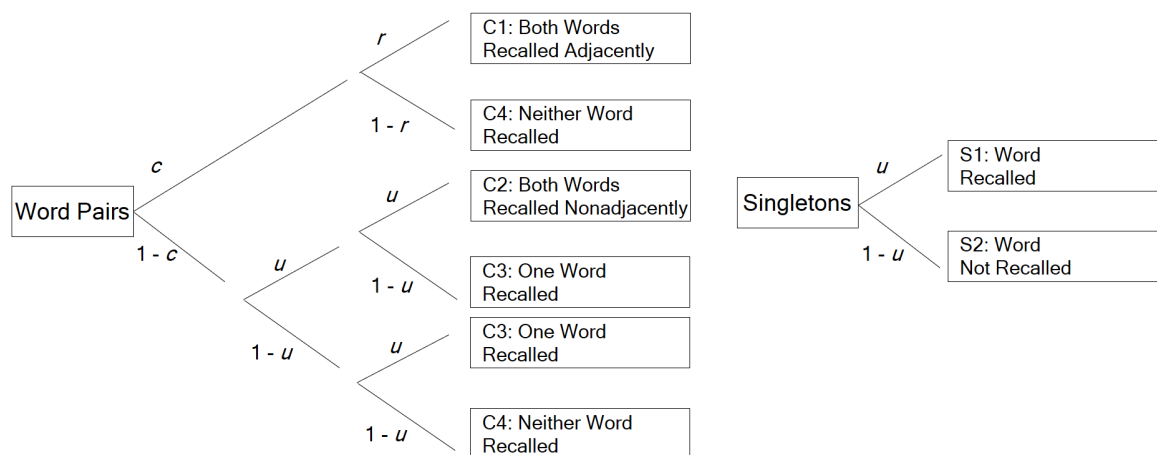 r
C1: Both Words
Recalled Adjacently
1 - r
C4: Neither Word
Recalled
c
Word Pairs
1 - c
u
u
C2: Both Words
Recalled Nonadjacently
1 - u
C3: One Word
Recalled
1 - u
u
C3: One Word
Recalled
1 - u
C4: Neither Word
Recalled
Singletons
u
S1: Word
Recalled
1 - u
S2: Word
Not Recalled